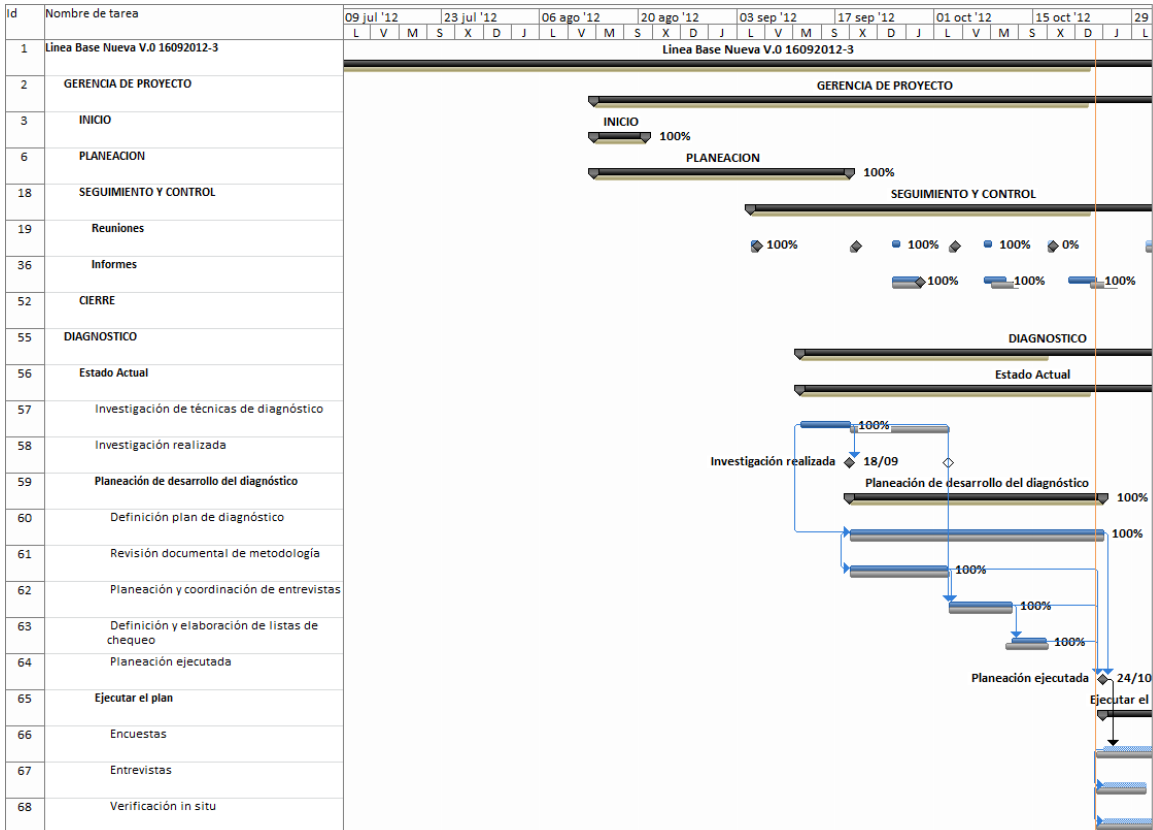 Id Nombre de tarea 09 jul '12 23 jul '12 06 ago '12 20 ago '12 03 sep '12 17 sep '12 01 oct '12 15 oct '12 29
L V M S X D J L V M S X D J L V M S X D J L V M S X D J L
1 Linea Base Nueva V.0 16092012-3 Linea Base Nueva V.0 16092012-3
2 GERENCIA DE PROYECTO GERENCIA DE PROYECTO
3 INICIO INICIO 100%
6 PLANEACION PLANEACION 100%
18 SEGUIMIENTO Y CONTROL SEGUIMIENTO Y CONTROL
19 Reuniones 100% 100% 100% 0%
36 Informes 100% 100% 100%
52 CIERRE
55 DIAGNOSTICO DIAGNOSTICO
56 Estado Actual Estado Actual
57 Investigación de técnicas de diagnóstico 100%
58 Investigación realizada Investigación realizada 18/09
59 Planeación de desarrollo del diagnóstico Planeación de desarrollo del diagnóstico 100%
60 Definición plan de diagnóstico 100%
61 Revisión documental de metodología 100%
62 Planeación y coordinación de entrevistas 100%
63 Definición y elaboración de listas de
chequeo 100%
64 Planeación ejecutada Planeación ejecutada 24/10
65 Ejecutar el plan Ejecutar el
66 Encuestas
67 Entrevistas
68 Verificación in situ